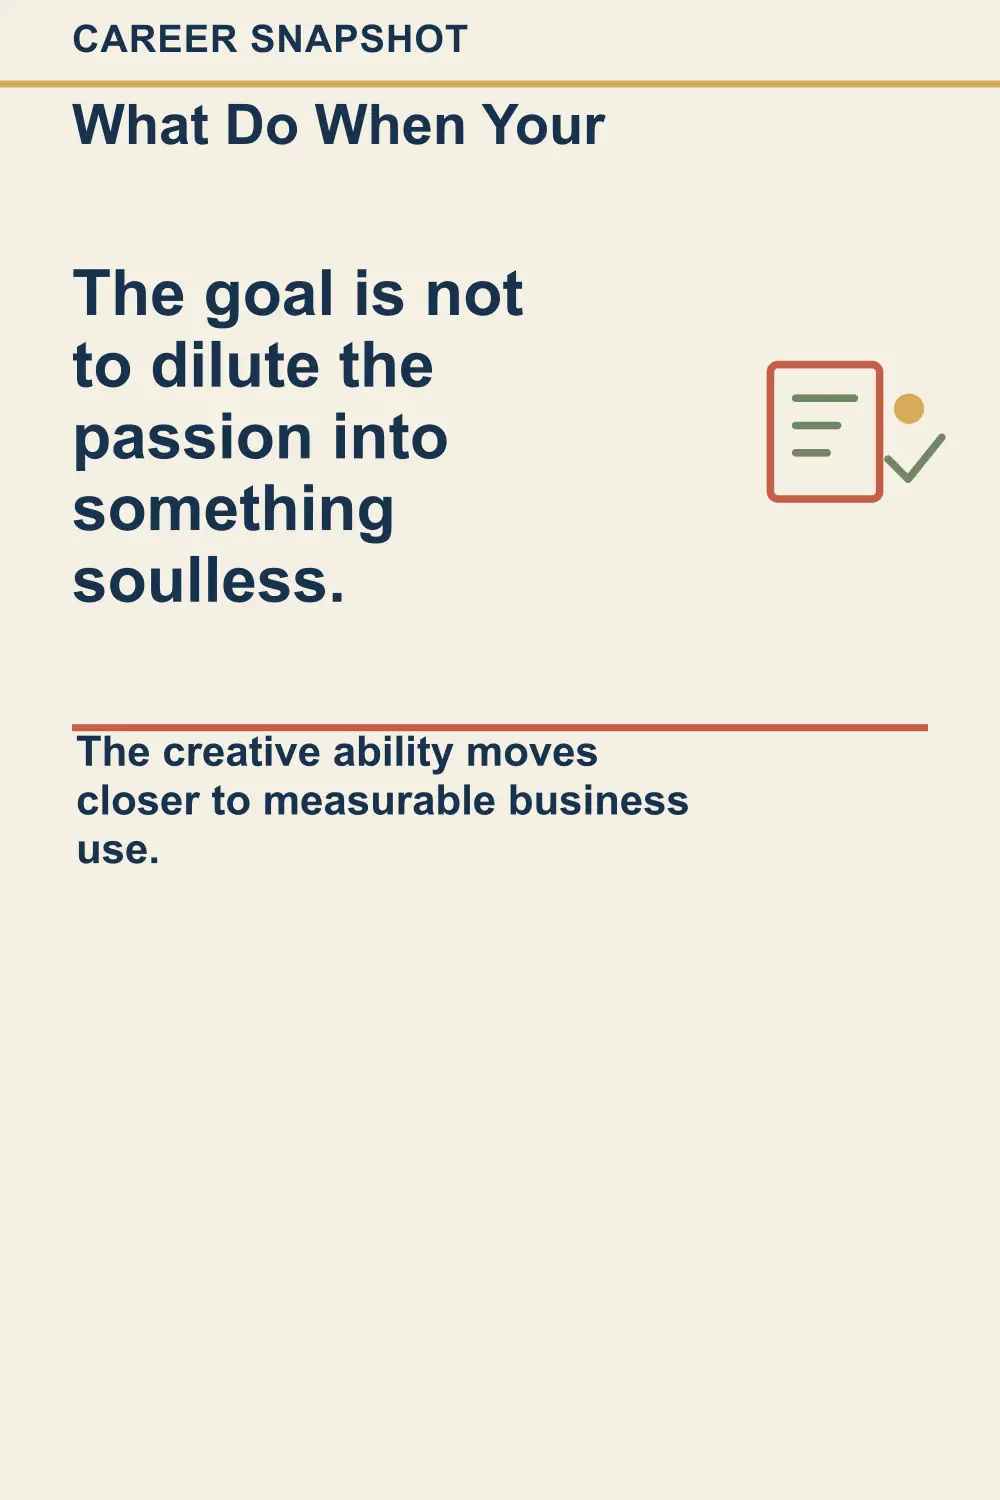 CAREER SNAPSHOT
What Do When Your
The goal is not
to dilute the
passion into
something
soulless.
The creative ability moves
closer to measurable business
use.